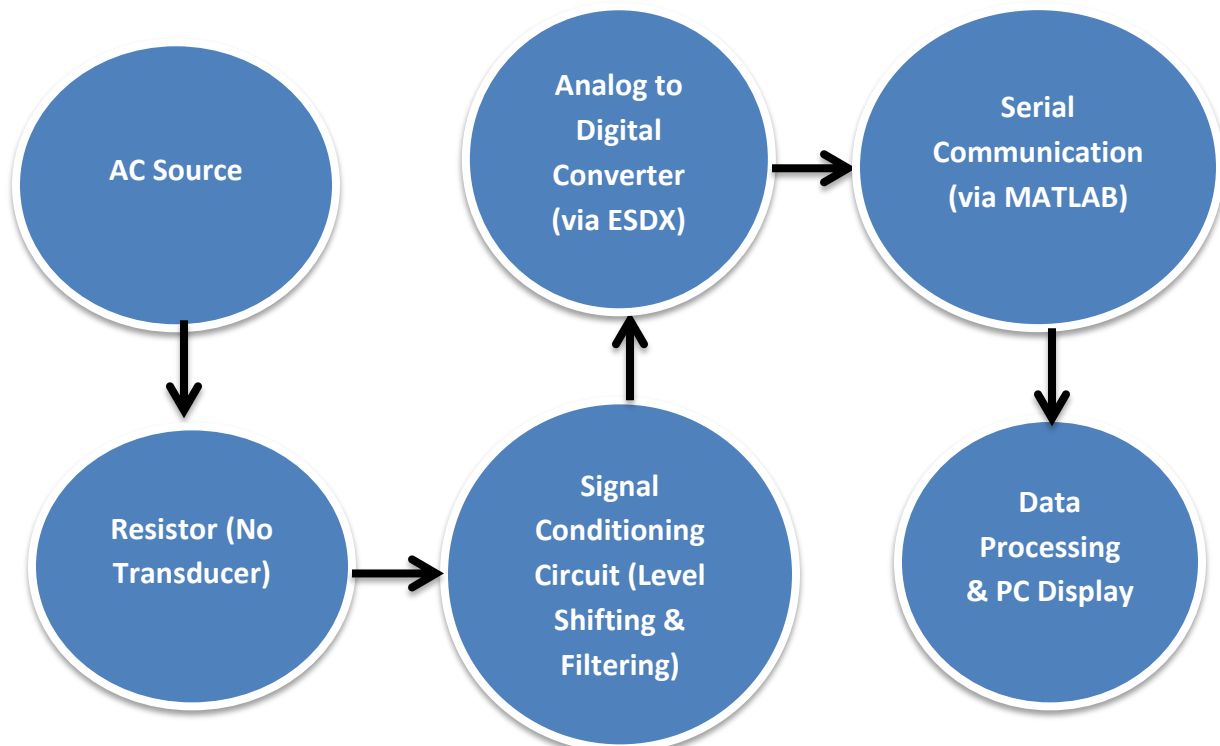 AC Source
Resistor (No
Transducer)
Signal
Conditioning
Circuit (Level
Shifting &
Filtering)
Analog to
Digital
Converter
(via ESDX)
Serial
Communication
(via MATLAB)
Data
Processing
& PC Display